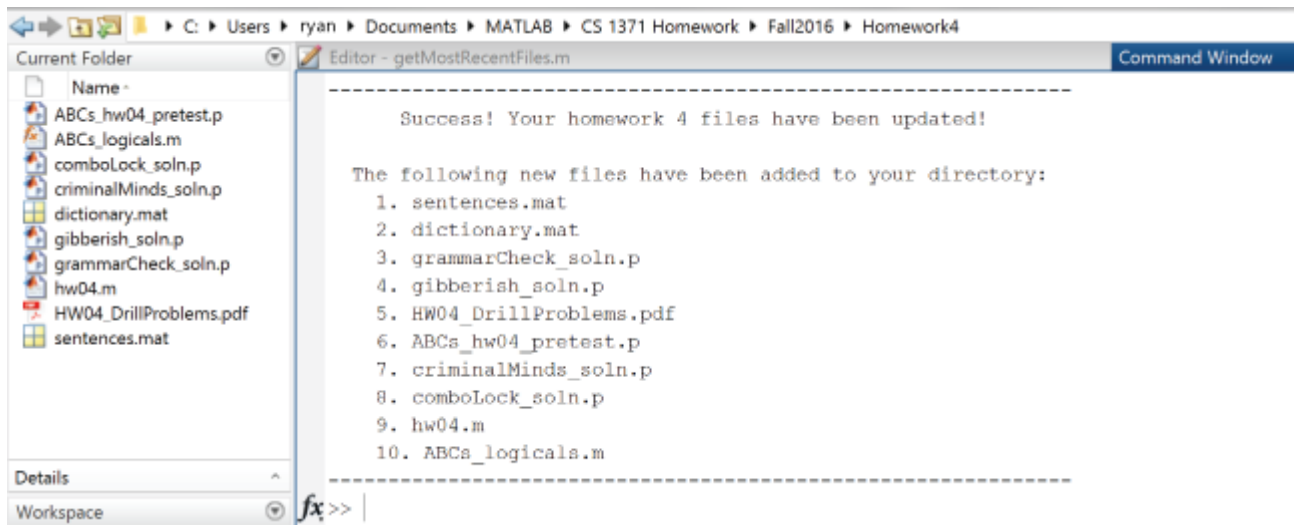 C: Users ryan Documents MATLAB CS 1371 Homework Fall2016 Homework4
Current Folder
Name
ABCs_hw04_pretest.p
ABCs_logicals.m
comboLock_soln.p
criminalMinds_soln.p
dictionary.mat
gibberish_soln.p
grammarCheck_soln.p
hw04.m
HW04_DrillProblems.pdf
sentences.mat
Details
Workspace
Editor - getMostRecentFiles.m
Command Window
----------------------------------------------------------------
Success! Your homework 4 files have been updated!
The following new files have been added to your directory:
1. sentences.mat
2. dictionary.mat
3. grammarCheck_soln.p
4. gibberish_soln.p
5. HW04_DrillProblems.pdf
6. ABCs_hw04_pretest.p
7. criminalMinds_soln.p
8. comboLock_soln.p
9. hw04.m
10. ABCs_logicals.m
----------------------------------------------------------------
fx >>